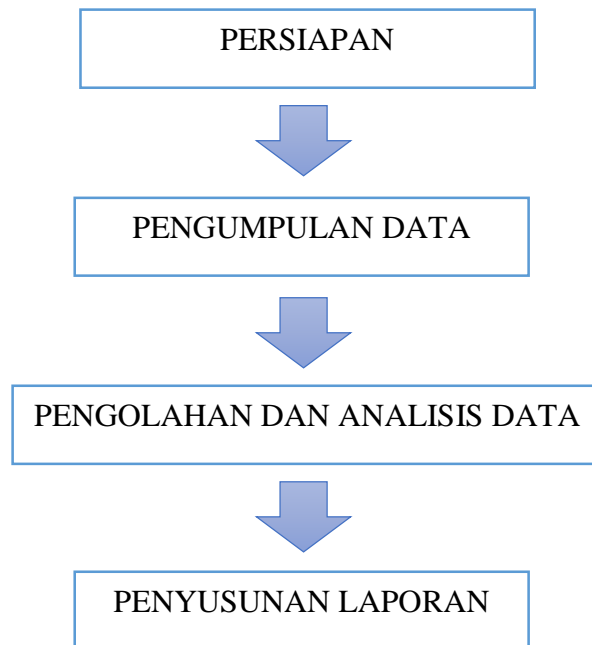 PERSIAPAN
PENGUMPULAN DATA
PENGOLAHAN DAN ANALISIS DATA
PENYUSUNAN LAPORAN